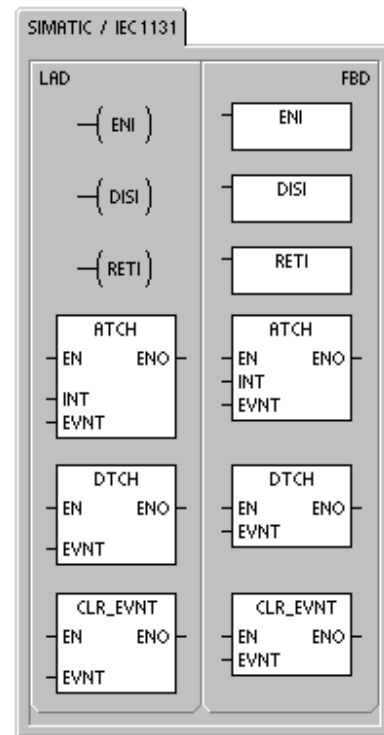 SIMATIC / IEC1131
LAD FBD
ENI ENI
DISI DISI
RETI RETI
ATCH ATCH
EN ENO EN ENO
INT INT
EVNT EVNT
DTCH DTCH
EN ENO EN ENO
EVNT EVNT
CLR_EVNT CLR_EVNT
EN ENO EN ENO
EVNT EVNT